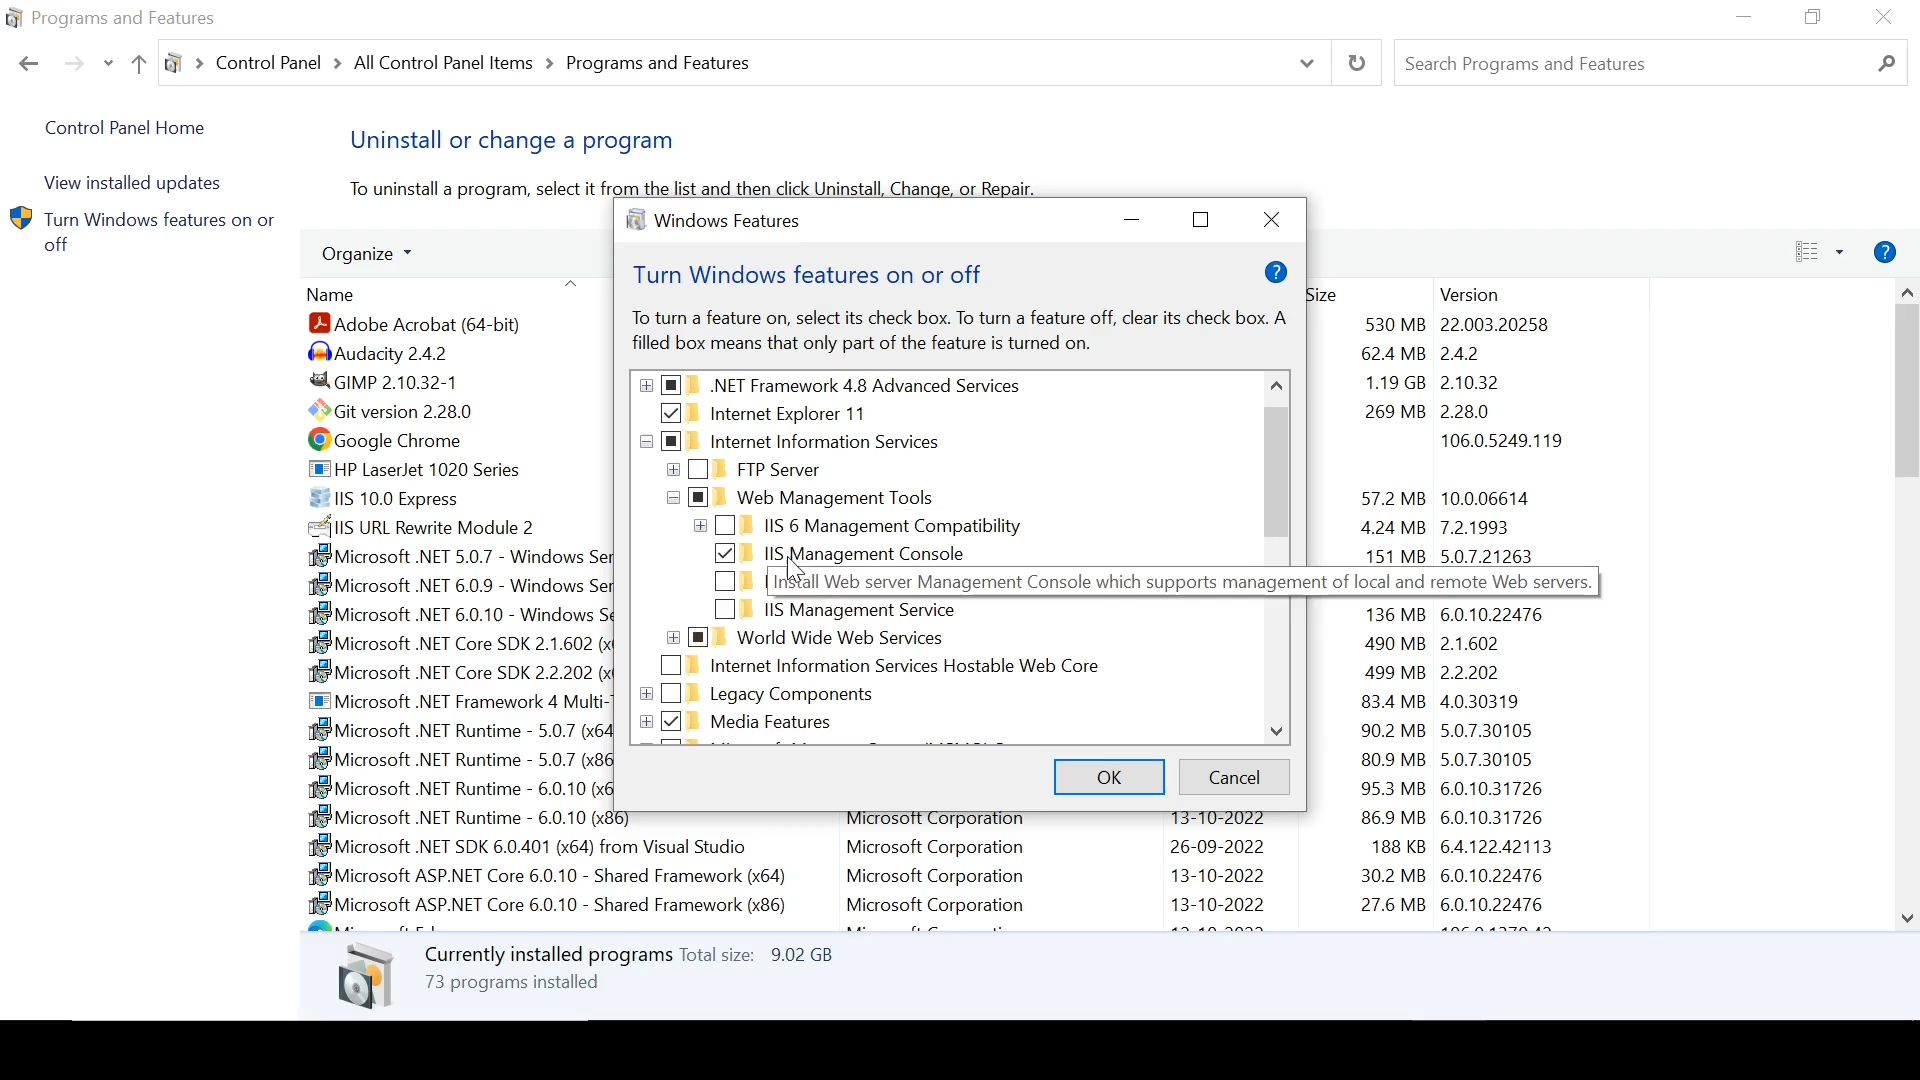 Programs and Features
Control Panel > All Control Panel Items > Programs and Features
Search Programs and Features
Control Panel Home
View installed updates
Turn Windows features on or
off
Uninstall or change a program
To uninstall a program, select it from the list and then click Uninstall, Change, or Repair.
Organize
Name
Size
Version
Adobe Acrobat (64-bit)
530 MB 22.003.20258
Audacity 2.4.2
62.4 MB 2.4.2
GIMP 2.10.32-1
1.19 GB 2.10.32
Git version 2.28.0
269 MB 2.28.0
Google Chrome
106.0.5249.119
HP LaserJet 1020 Series
IIS 10.0 Express
57.2 MB 10.0.06614
IIS URL Rewrite Module 2
4.24 MB 7.2.1993
Microsoft .NET 5.0.7 - Windows Ser
151 MB 5.0.7.21263
Microsoft .NET 6.0.9 - Windows Ser
Microsoft .NET 6.0.10 - Windows Se
136 MB 6.0.10.22476
Microsoft .NET Core SDK 2.1.602 (x
490 MB 2.1.602
Microsoft .NET Core SDK 2.2.202 (x
499 MB 2.2.202
Microsoft .NET Framework 4 Multi-
83.4 MB 4.0.30319
Microsoft .NET Runtime - 5.0.7 (x64
90.2 MB 5.0.7.30105
Microsoft .NET Runtime - 5.0.7 (x86
80.9 MB 5.0.7.30105
Microsoft .NET Runtime - 6.0.10 (x6
95.3 MB 6.0.10.31726
Microsoft .NET Runtime - 6.0.10 (x86)
Microsoft Corporation
13-10-2022
86.9 MB 6.0.10.31726
Microsoft .NET SDK 6.0.401 (x64) from Visual Studio
Microsoft Corporation
26-09-2022
188 KB 6.4.122.42113
Microsoft ASP.NET Core 6.0.10 - Shared Framework (x64)
Microsoft Corporation
13-10-2022
30.2 MB 6.0.10.22476
Microsoft ASP.NET Core 6.0.10 - Shared Framework (x86)
Microsoft Corporation
13-10-2022
27.6 MB 6.0.10.22476
Currently installed programs Total size: 9.02 GB
73 programs installed
Windows Features
Turn Windows features on or off
To turn a feature on, select its check box. To turn a feature off, clear its check box. A
filled box means that only part of the feature is turned on.
.NET Framework 4.8 Advanced Services
Internet Explorer 11
Internet Information Services
FTP Server
Web Management Tools
IIS 6 Management Compatibility
IIS Management Console
Install Web server Management Console which supports management of local and remote Web servers.
IIS Management Service
World Wide Web Services
Internet Information Services Hostable Web Core
Legacy Components
Media Features
OK
Cancel